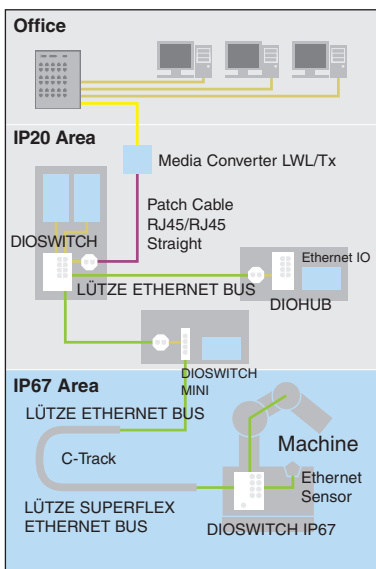 Office
IP20 Area
Media Converter LWL/Tx
Patch Cable
RJ45/RJ45
Straight
DIOSWITCH
Ethernet IO
LÜTZE ETHERNET BUS
DIOHUB
DIOSWITCH
MINI
IP67 Area
LÜTZE ETHERNET BUS
C-Track
Machine
Ethernet
Sensor
LÜTZE SUPERFLEX
ETHERNET BUS
DIOSWITCH IP67